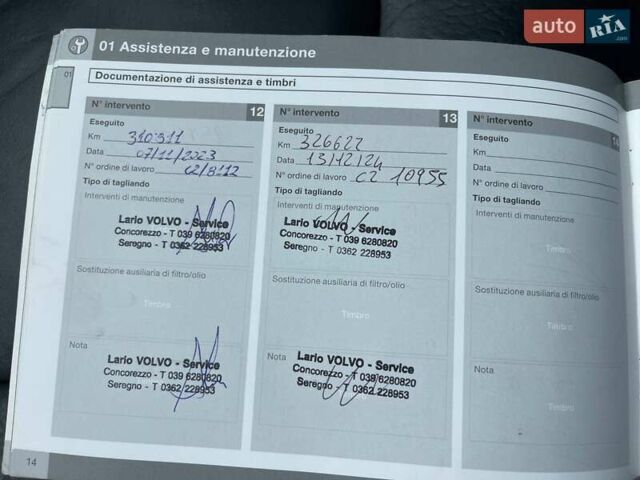 auto RIA .com
01 Assistenza e manutenzione
01
Documentazione di assistenza e timbri
N° intervento 12
Eseguito
Km 310911
Data 07/11/2023
N° ordine di lavoro C2/8112
Tipo di tagliando
Interventi di manutenzione
Lario VOLVO - Service
Concorezzo - T 039 6280820
Seregno - T 0362 228953
Sostituzione ausiliaria di filtro/olio
Timbro
Nota
Lario VOLVO - Service
Concorezzo - T 039 6280820
Seregno - T 0362 228953
N° intervento 13
Eseguito
Km 326622
Data 13/12/24
N° ordine di lavoro C2 10955
Tipo di tagliando
Interventi di manutenzione
Lario VOLVO - Service
Concorezzo - T 039 6280820
Seregno - T 0362 228953
Sostituzione ausiliaria di filtro/olio
Timbro
Nota
Lario VOLVO - Service
Concorezzo - T 039 6280820
Seregno - T 0362 228953
N° intervento
Eseguito
Km
Data
N° ordine di lavoro
Tipo di tagliando
Interventi di manutenzione
Timbro
Sostituzione ausiliaria di filtro/olio
Timbro
Nota
Timbro
14